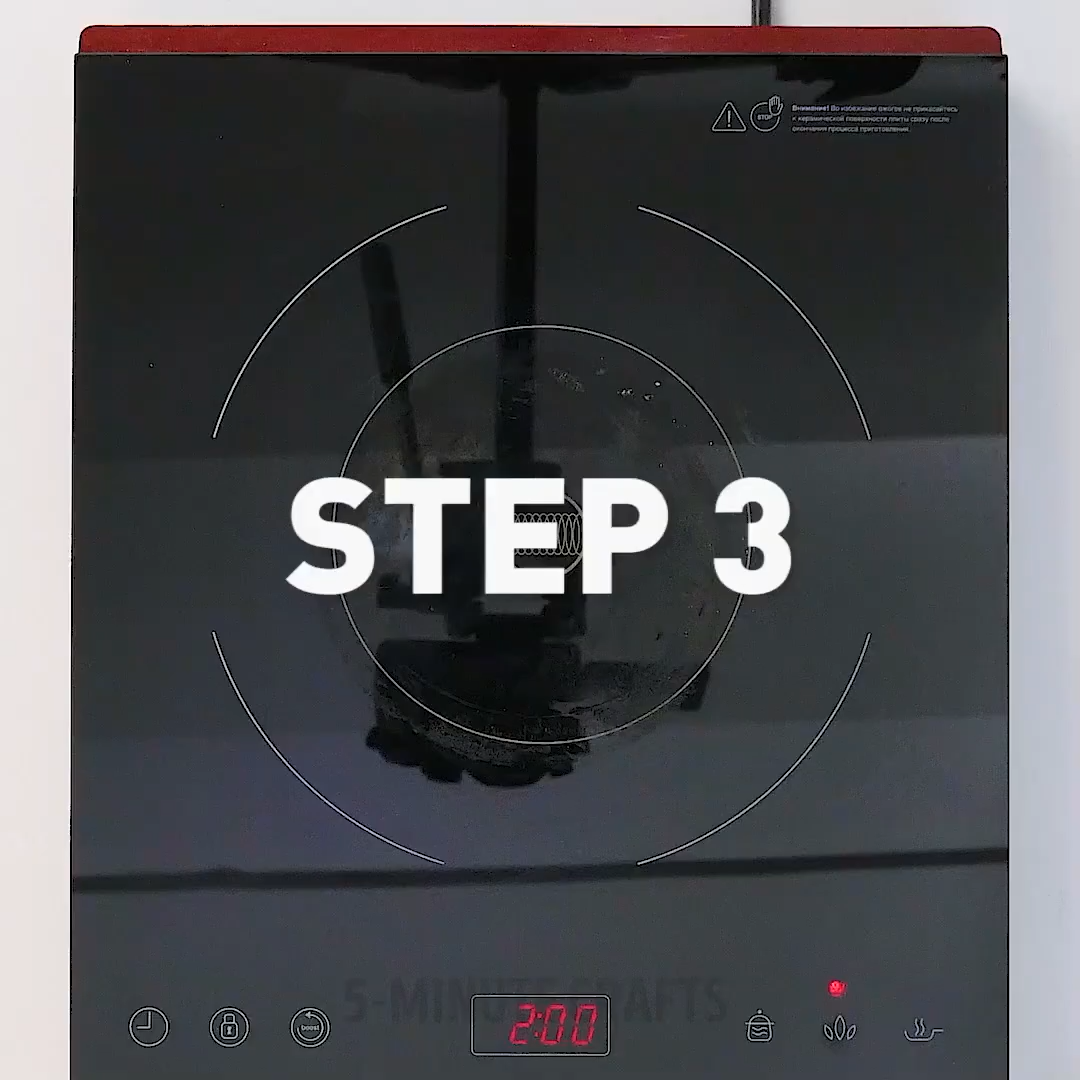 Внимание! Во избежание ожогов не прикасайтесь
к керамической поверхности плиты сразу после
окончания процесса приготовления.
STOP
STEP 3
5-MINUTE CRAFTS
boost
2:00